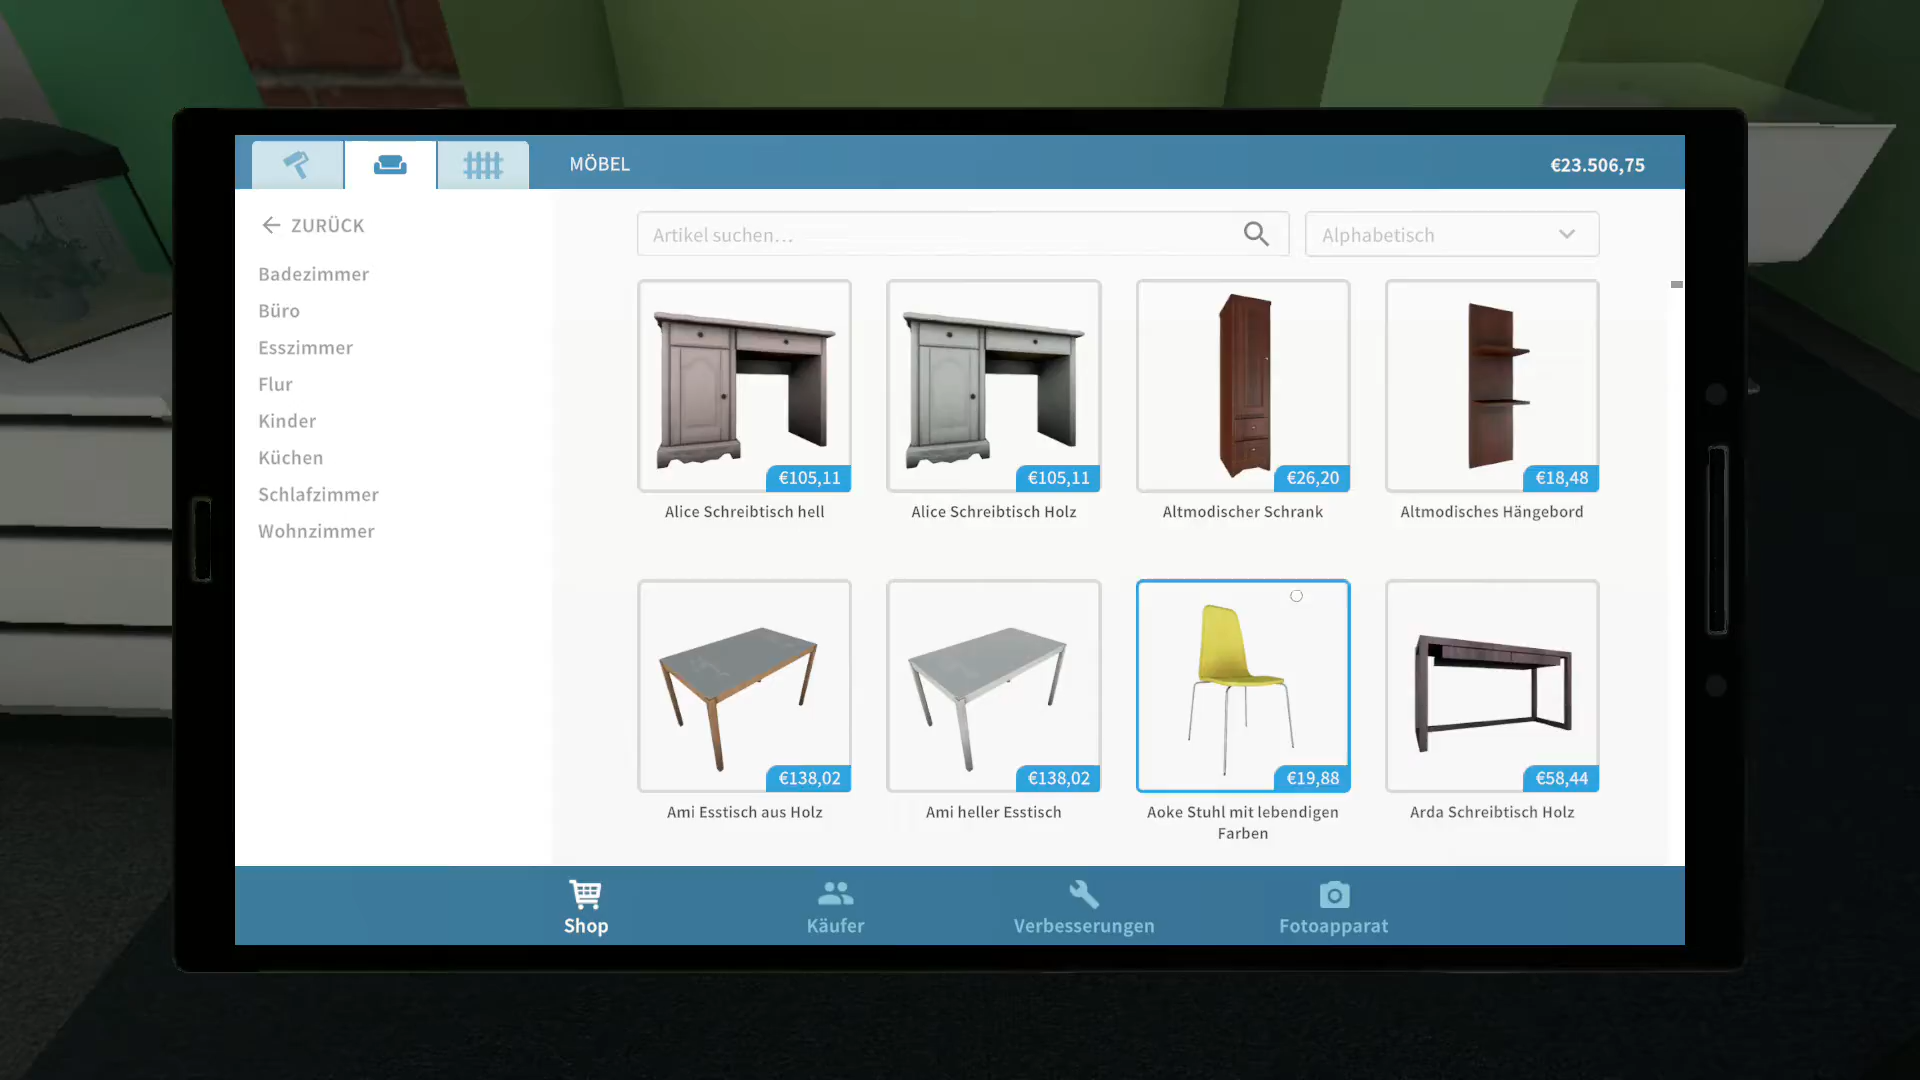 MÖBEL
€23.506,75
ZURÜCK
Artikel suchen...
Alphabetisch
Badezimmer
Büro
Esszimmer
Flur
Kinder
Küchen
Schlafzimmer
Wohnzimmer
€105,11
€105,11
€26,20
€18,48
Alice Schreibtisch hell
Alice Schreibtisch Holz
Altmodischer Schrank
Altmodisches Hängebord
€138,02
€138,02
€19,88
€58,44
Ami Esstisch aus Holz
Ami heller Esstisch
Aoke Stuhl mit lebendigen
Farben
Arda Schreibtisch Holz
Shop
Käufer
Verbesserungen
Fotoapparat